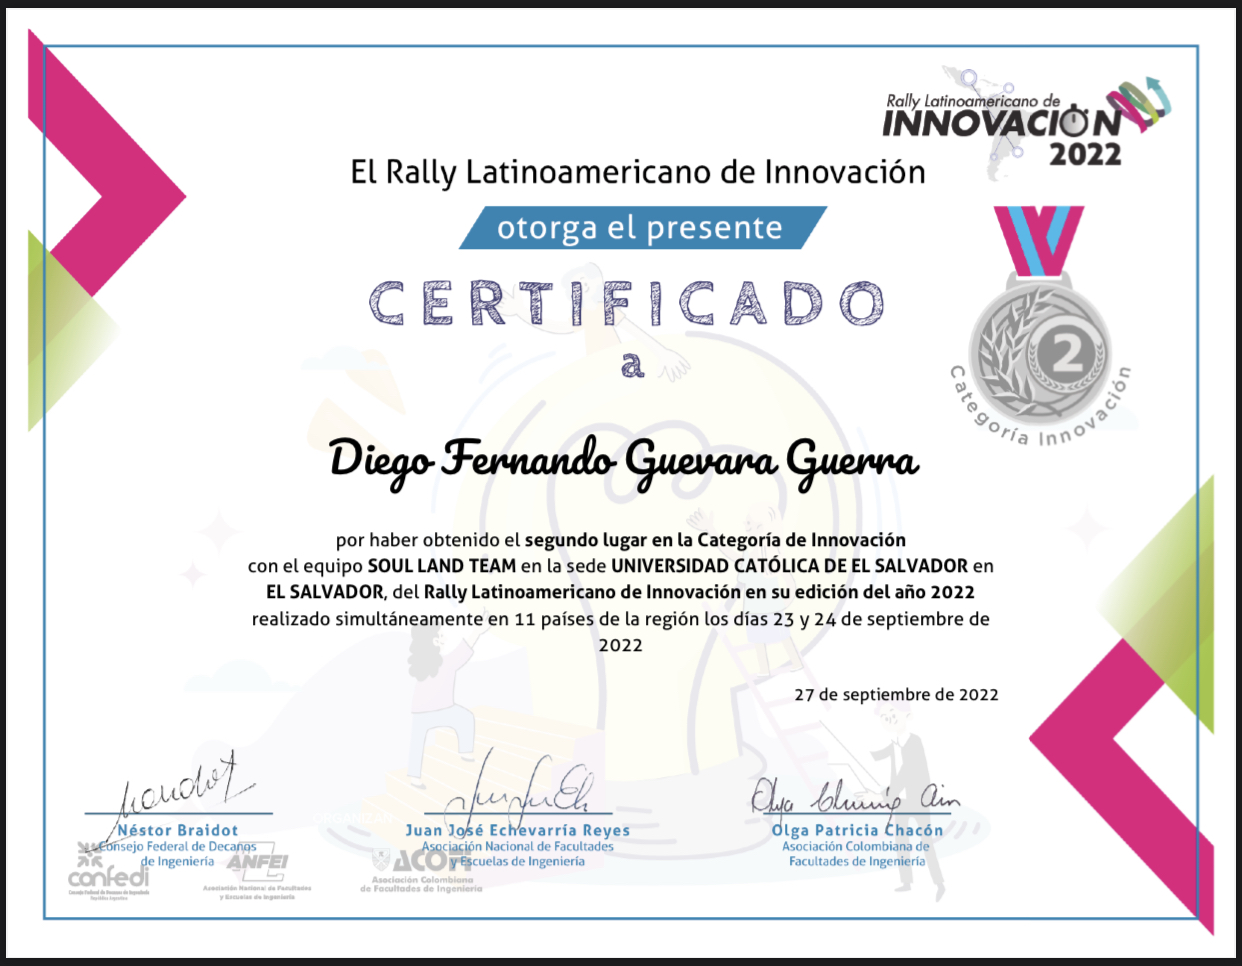 Rally Latinoamericano de
INNOVACIÓN
2022
El Rally Latinoamericano de Innovación
otorga el presente
CERTIFICADO
a
2
Categoría Innovación
Diego Fernando Guevara Guerra
por haber obtenido el segundo lugar en la Categoría de Innovación
con el equipo SOUL LAND TEAM en la sede UNIVERSIDAD CATÓLICA DE EL SALVADOR en
EL SALVADOR, del Rally Latinoamericano de Innovación en su edición del año 2022
realizado simultáneamente en 11 países de la región los días 23 y 24 de septiembre de
2022
27 de septiembre de 2022
ORGANIZAN
Néstor Braidot
Consejo Federal de Decanos
de Ingeniería
Juan José Echevarría Reyes
Asociación Nacional de Facultades
y Escuelas de Ingeniería
Olga Patricia Chacón
Asociación Colombiana de
Facultades de Ingeniería
confedi
Consejo Federal de Decanos de Ingeniería
República Argentina
ANFEI
Asociación Nacional de Facultades
y Escuelas de Ingeniería
ACOFI
Asociación Colombiana
de Facultades de Ingeniería